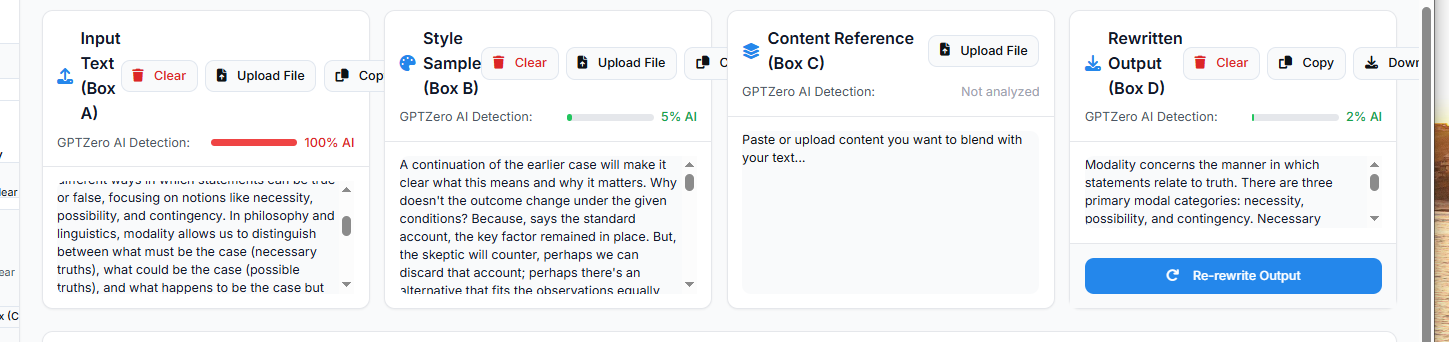 Input
Text
(Box
A)
Clear
Upload File
Cop
GPTZero AI Detection:
100% AI
different ways in which statements can be true
or false, focusing on notions like necessity,
possibility, and contingency. In philosophy and
linguistics, modality allows us to distinguish
between what must be the case (necessary
truths), what could be the case (possible
truths), and what happens to be the case but
Style
Sample
(Box B)
Clear
Upload File
C
GPTZero AI Detection:
5% AI
A continuation of the earlier case will make it
clear what this means and why it matters. Why
doesn't the outcome change under the given
conditions? Because, says the standard
account, the key factor remained in place. But,
the skeptic will counter, perhaps we can
discard that account; perhaps there's an
alternative that fits the observations equally
Content Reference
(Box C)
Upload File
GPTZero AI Detection:
Not analyzed
Paste or upload content you want to blend with
your text...
Rewritten
Output
(Box D)
Clear
Copy
Down
GPTZero AI Detection:
2% AI
Modality concerns the manner in which
statements relate to truth. There are three
primary modal categories: necessity,
possibility, and contingency. Necessary
Re-rewrite Output
lear
ear
x (C